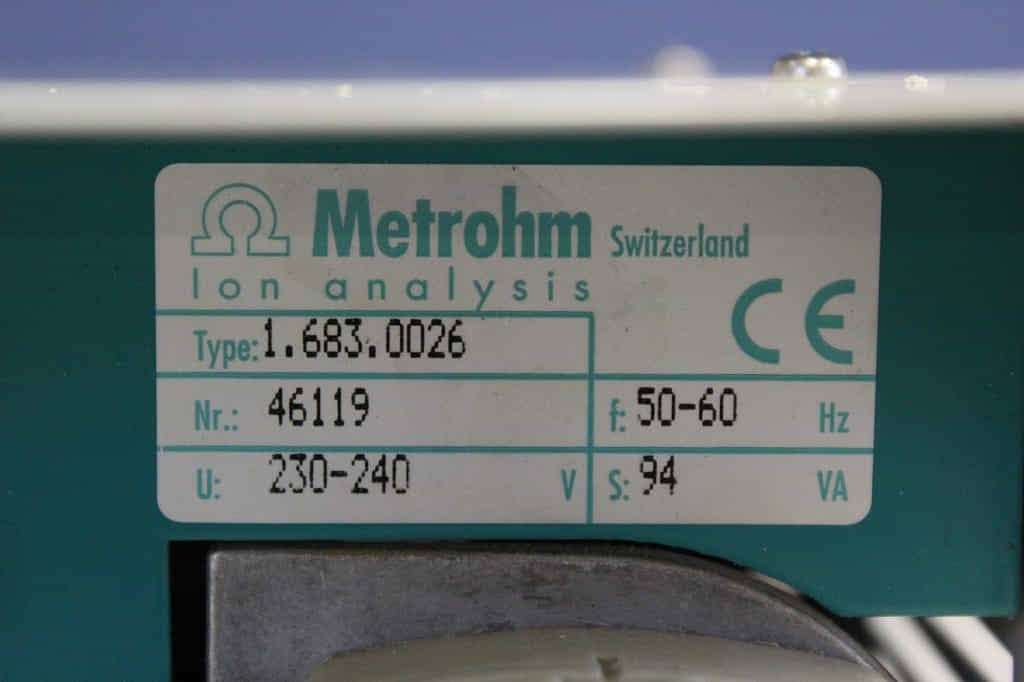 Metrohm Switzerland
Ion analysis
CE
Type: 1.683.0026
Nr.: 46119
f: 50-60 Hz
U: 230-240 V
S: 94 VA